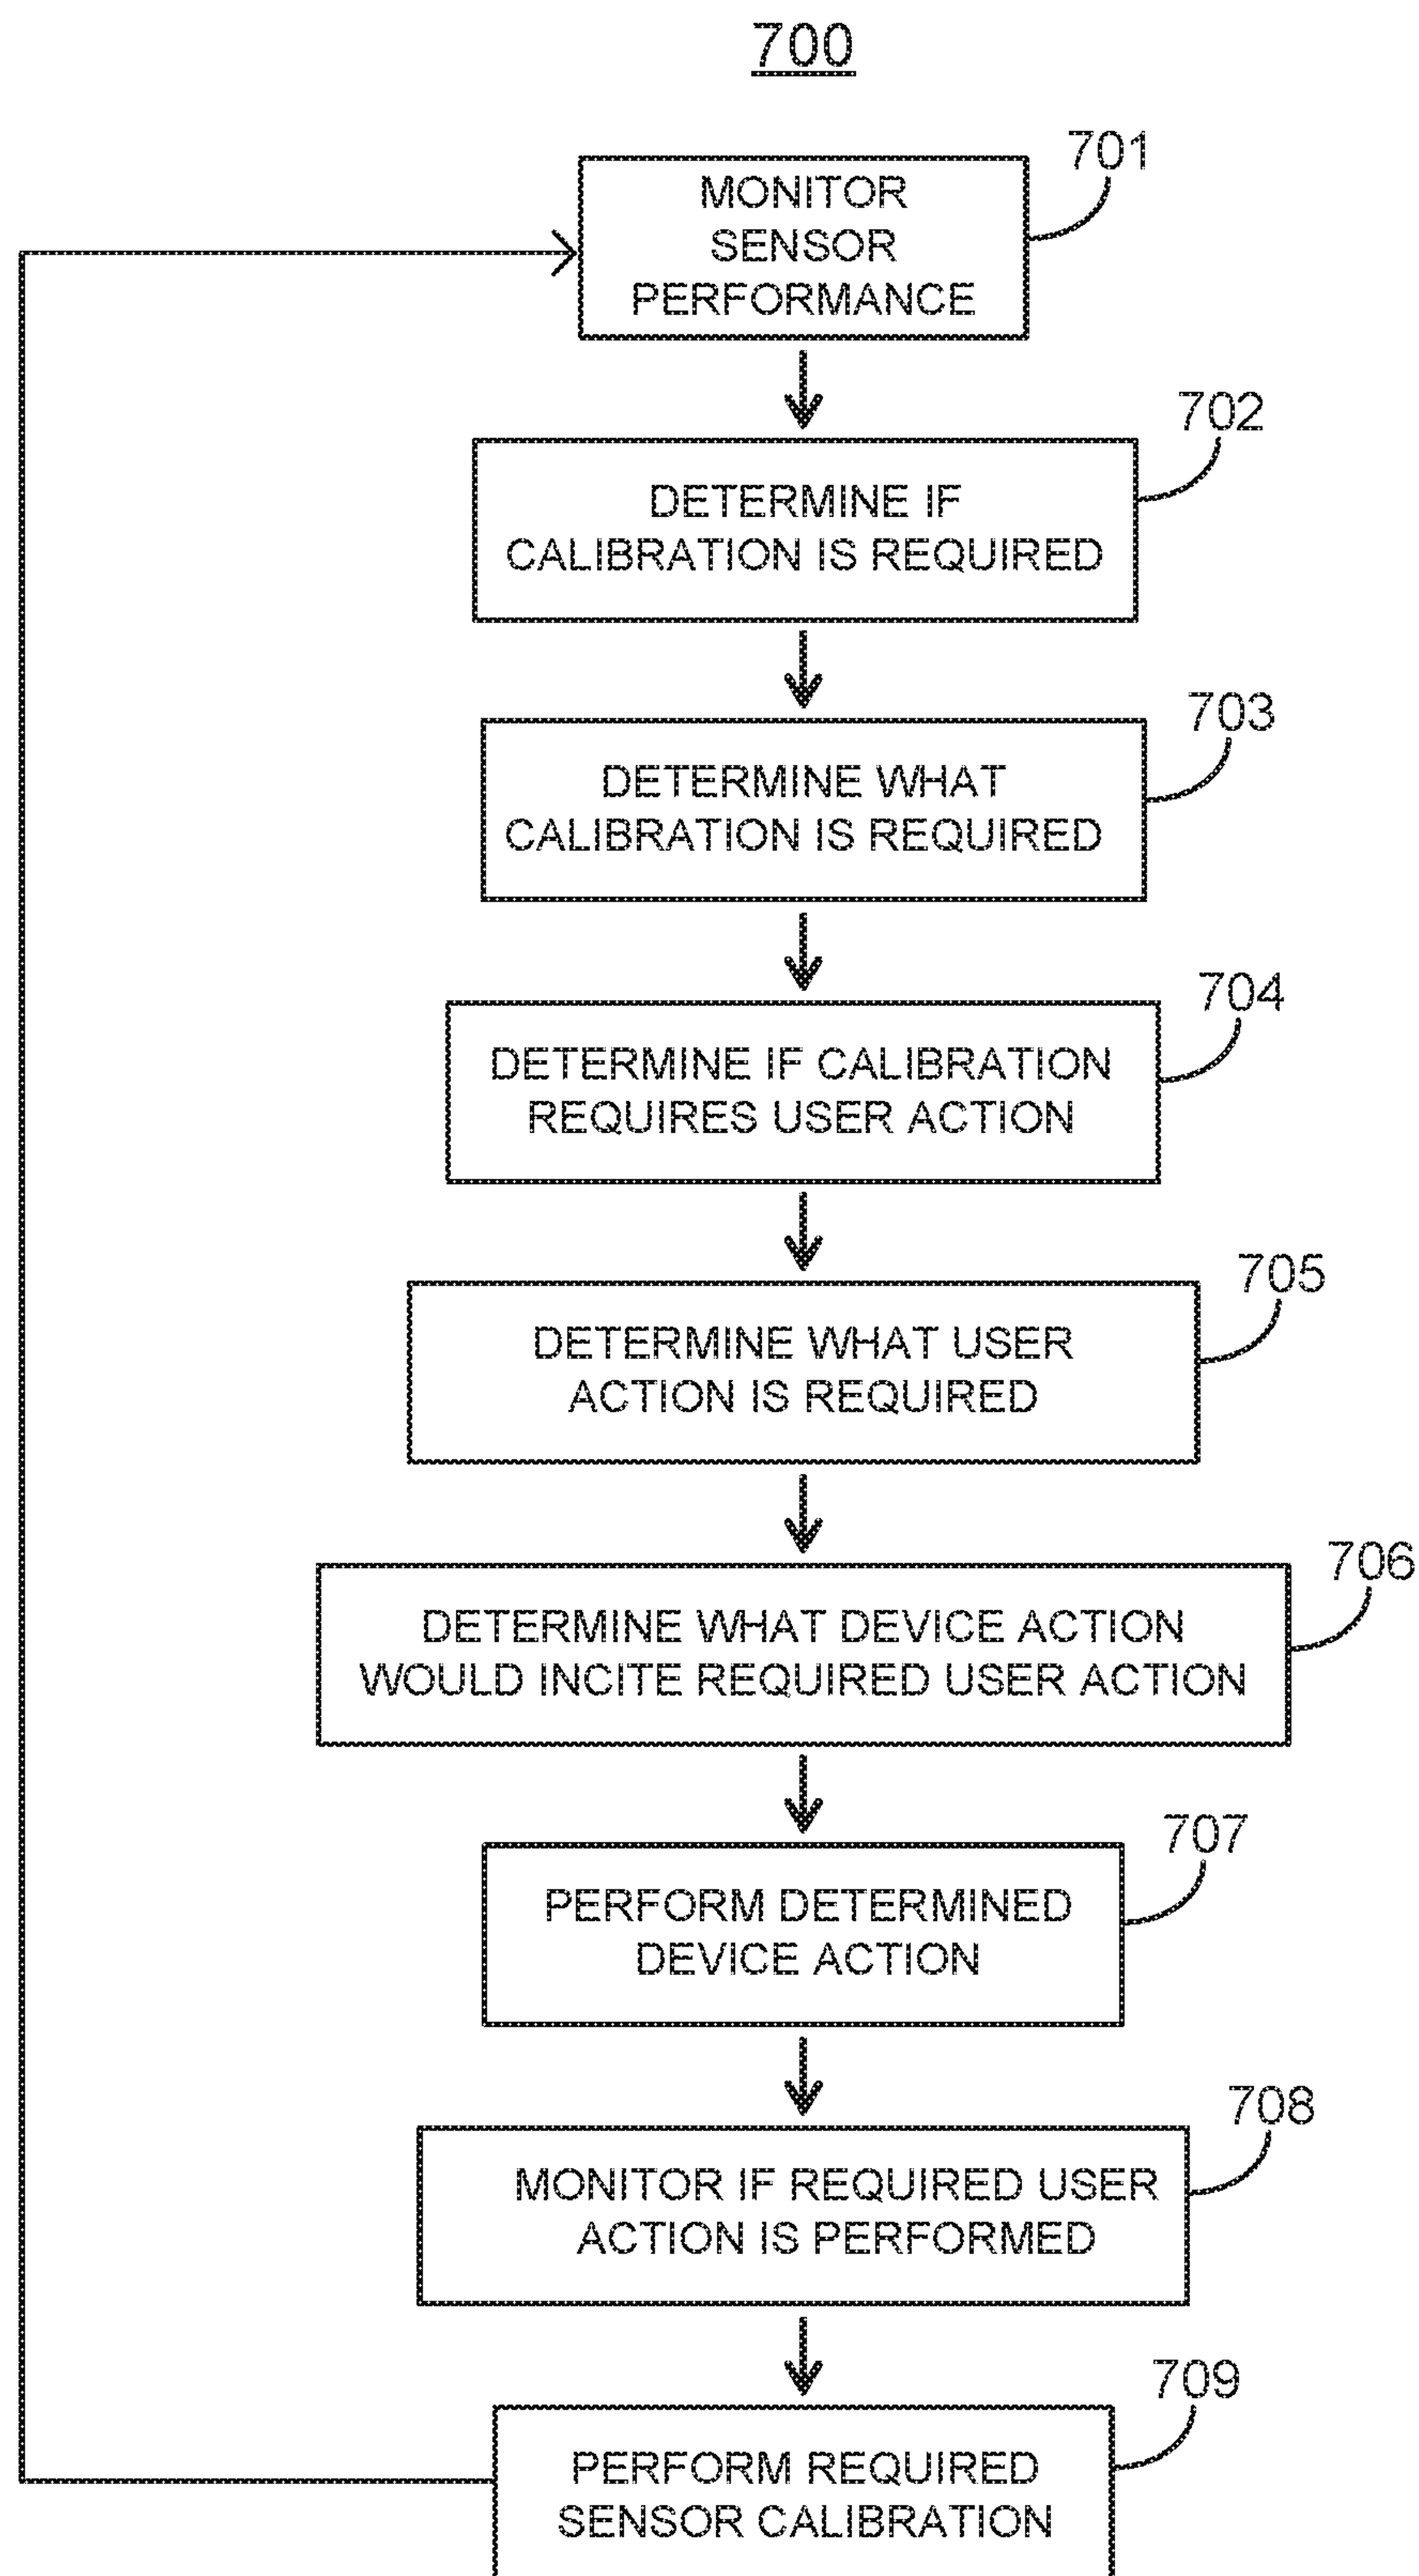 700
701
MONITOR
SENSOR
PERFORMANCE
702
DETERMINE IF
CALIBRATION IS REQUIRED
703
DETERMINE WHAT
CALIBRATION IS REQUIRED
704
DETERMINE IF CALIBRATION
REQUIRES USER ACTION
705
DETERMINE WHAT USER
ACTION IS REQUIRED
706
DETERMINE WHAT DEVICE ACTION
WOULD INCITE REQUIRED USER ACTION
707
PERFORM DETERMINED
DEVICE ACTION
708
MONITOR IF REQUIRED USER
ACTION IS PERFORMED
709
PERFORM REQUIRED
SENSOR CALIBRATION